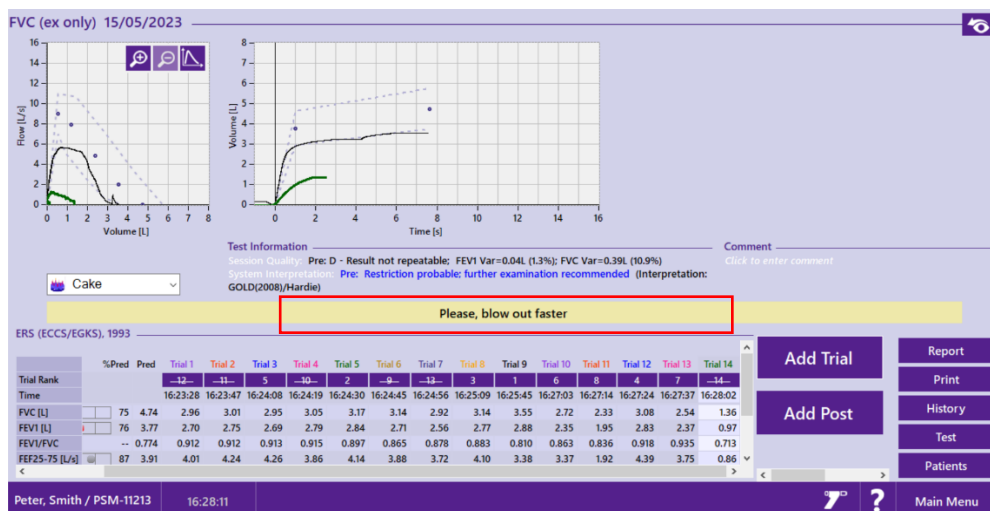 FVC (ex only) 15/05/2023
16
14
12
10
8
6
4
2
0
Flow [L/s]
0 1 2 3 4 5 6 7 8
Volume [L]
8
7
6
5
4
3
2
1
0
Volume [L]
0 2 4 6 8 10 12 14 16
Time [s]
Test Information
Session Quality: Pre: D - Result not repeatable; FEV1 Var=0.04L (1.3%); FVC Var=0.39L (10.9%)
System Interpretation: Pre: Restriction probable; further examination recommended (Interpretation:
GOLD(2008)/Hardie)
Comment
Click to enter comment
Cake
Please, blow out faster
ERS (ECCS/EGKS), 1993
%Pred Pred Trial 1 Trial 2 Trial 3 Trial 4 Trial 5 Trial 6 Trial 7 Trial 8 Trial 9 Trial 10 Trial 11 Trial 12 Trial 13 Trial 14
Trial Rank 12 11 5 10 2 9 13 3 1 6 8 4 7 14
Time 16:23:28 16:23:47 16:24:08 16:24:19 16:24:30 16:24:45 16:24:56 16:25:09 16:25:45 16:27:03 16:27:14 16:27:24 16:27:37 16:28:02
FVC [L] 75 4.74 2.96 3.01 2.95 3.05 3.17 3.14 2.92 3.14 3.55 2.72 2.33 3.08 2.54 1.36
FEV1 [L] 76 3.77 2.70 2.75 2.69 2.79 2.84 2.71 2.56 2.77 2.88 2.35 1.95 2.83 2.37 0.97
FEV1/FVC -- 0.774 0.912 0.912 0.913 0.915 0.897 0.865 0.878 0.883 0.810 0.863 0.836 0.918 0.935 0.713
FEF25-75 [L/s] 87 3.91 4.01 4.24 4.26 3.86 4.14 3.88 3.72 4.10 3.38 3.37 1.92 4.39 3.75 0.86
Add Trial
Add Post
Report
Print
History
Test
Patients
Peter, Smith / PSM-11213
16:28:11
?
Main Menu